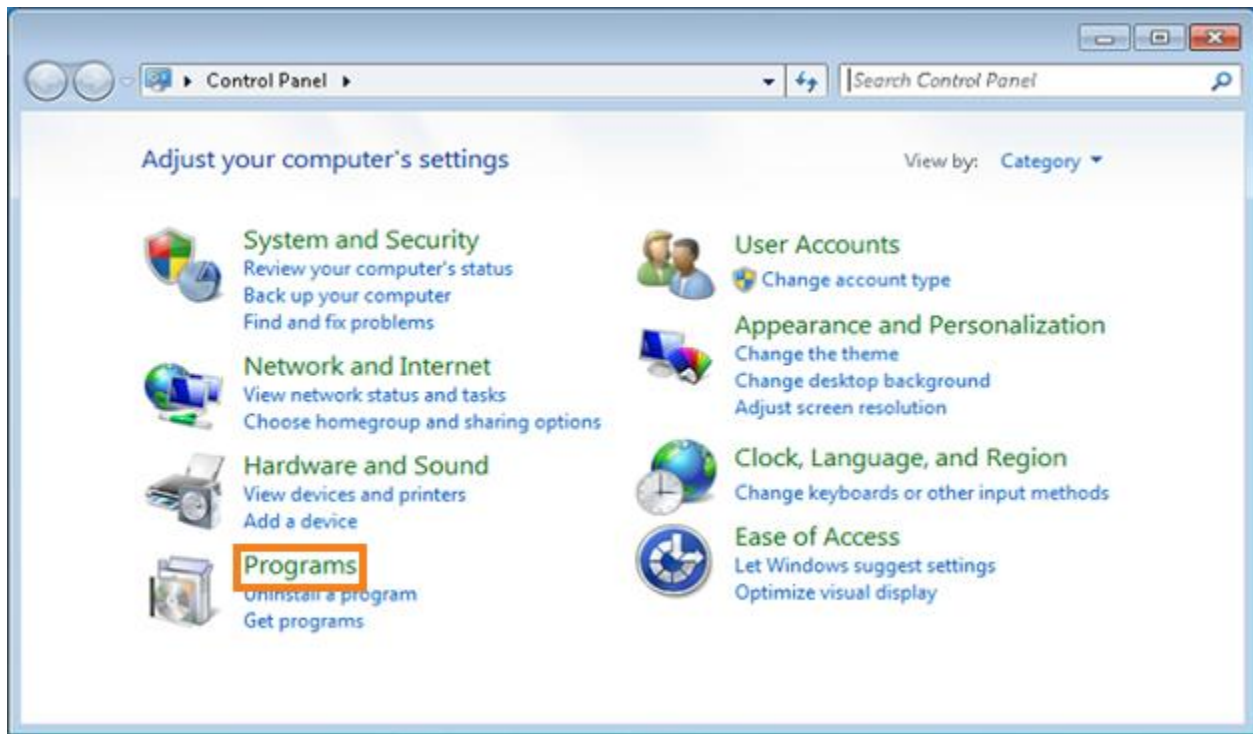 Control Panel
Search Control Panel
Adjust your computer's settings
View by: Category
System and Security
Review your computer's status
Back up your computer
Find and fix problems
Network and Internet
View network status and tasks
Choose homegroup and sharing options
Hardware and Sound
View devices and printers
Add a device
Programs
Uninstall a program
Get programs
User Accounts
Change account type
Appearance and Personalization
Change the theme
Change desktop background
Adjust screen resolution
Clock, Language, and Region
Change keyboards or other input methods
Ease of Access
Let Windows suggest settings
Optimize visual display